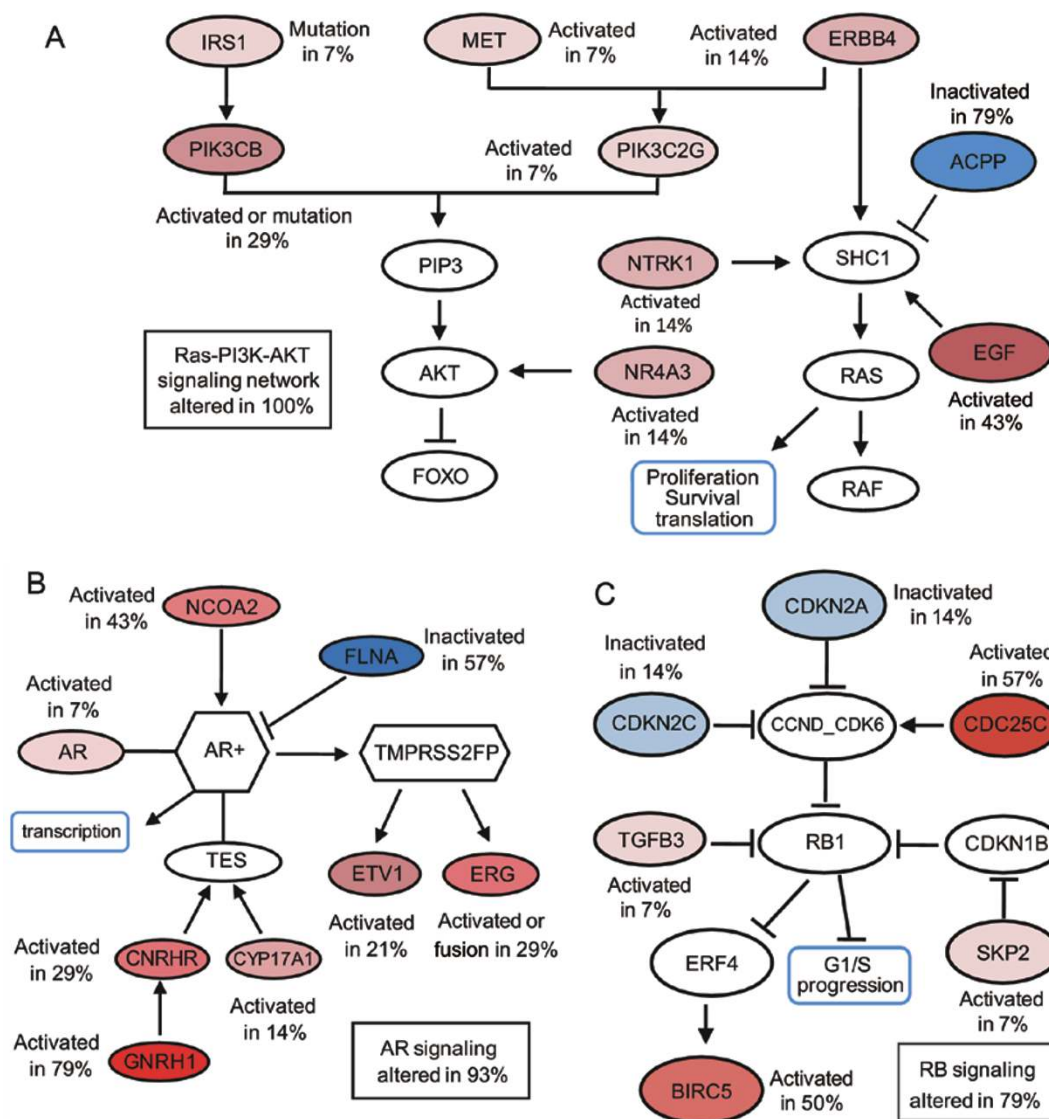 A
IRS1
Mutation
in 7%
MET
Activated
in 7%
Activated
in 14%
ERBB4
Inactivated
in 79%
PIK3CB
Activated
in 7%
PIK3C2G
ACPP
Activated or mutation
in 29%
PIP3
NTRK1
SHC1
Activated
in 14%
Ras-PI3K-AKT
signaling network
altered in 100%
AKT
NR4A3
RAS
EGF
Activated
in 14%
Activated
in 43%
FOXO
Proliferation
Survival
translation
RAF
B
Activated
in 43%
NCOA2
FLNA
Inactivated
in 57%
Activated
in 7%
AR
AR+
TMPRSS2FP
transcription
TES
ETV1
ERG
Activated
in 21%
Activated or
fusion in 29%
Activated
in 29%
CNRHR
CYP17A1
Activated
in 14%
Activated
in 79%
GNRH1
AR signaling
altered in 93%
C
CDKN2A
Inactivated
in 14%
Inactivated
in 14%
Activated
in 57%
CDKN2C
CCND_CDK6
CDC25C
TGFB3
RB1
CDKN1B
Activated
in 7%
ERF4
G1/S
progression
SKP2
Activated
in 7%
BIRC5
Activated
in 50%
RB signaling
altered in 79%